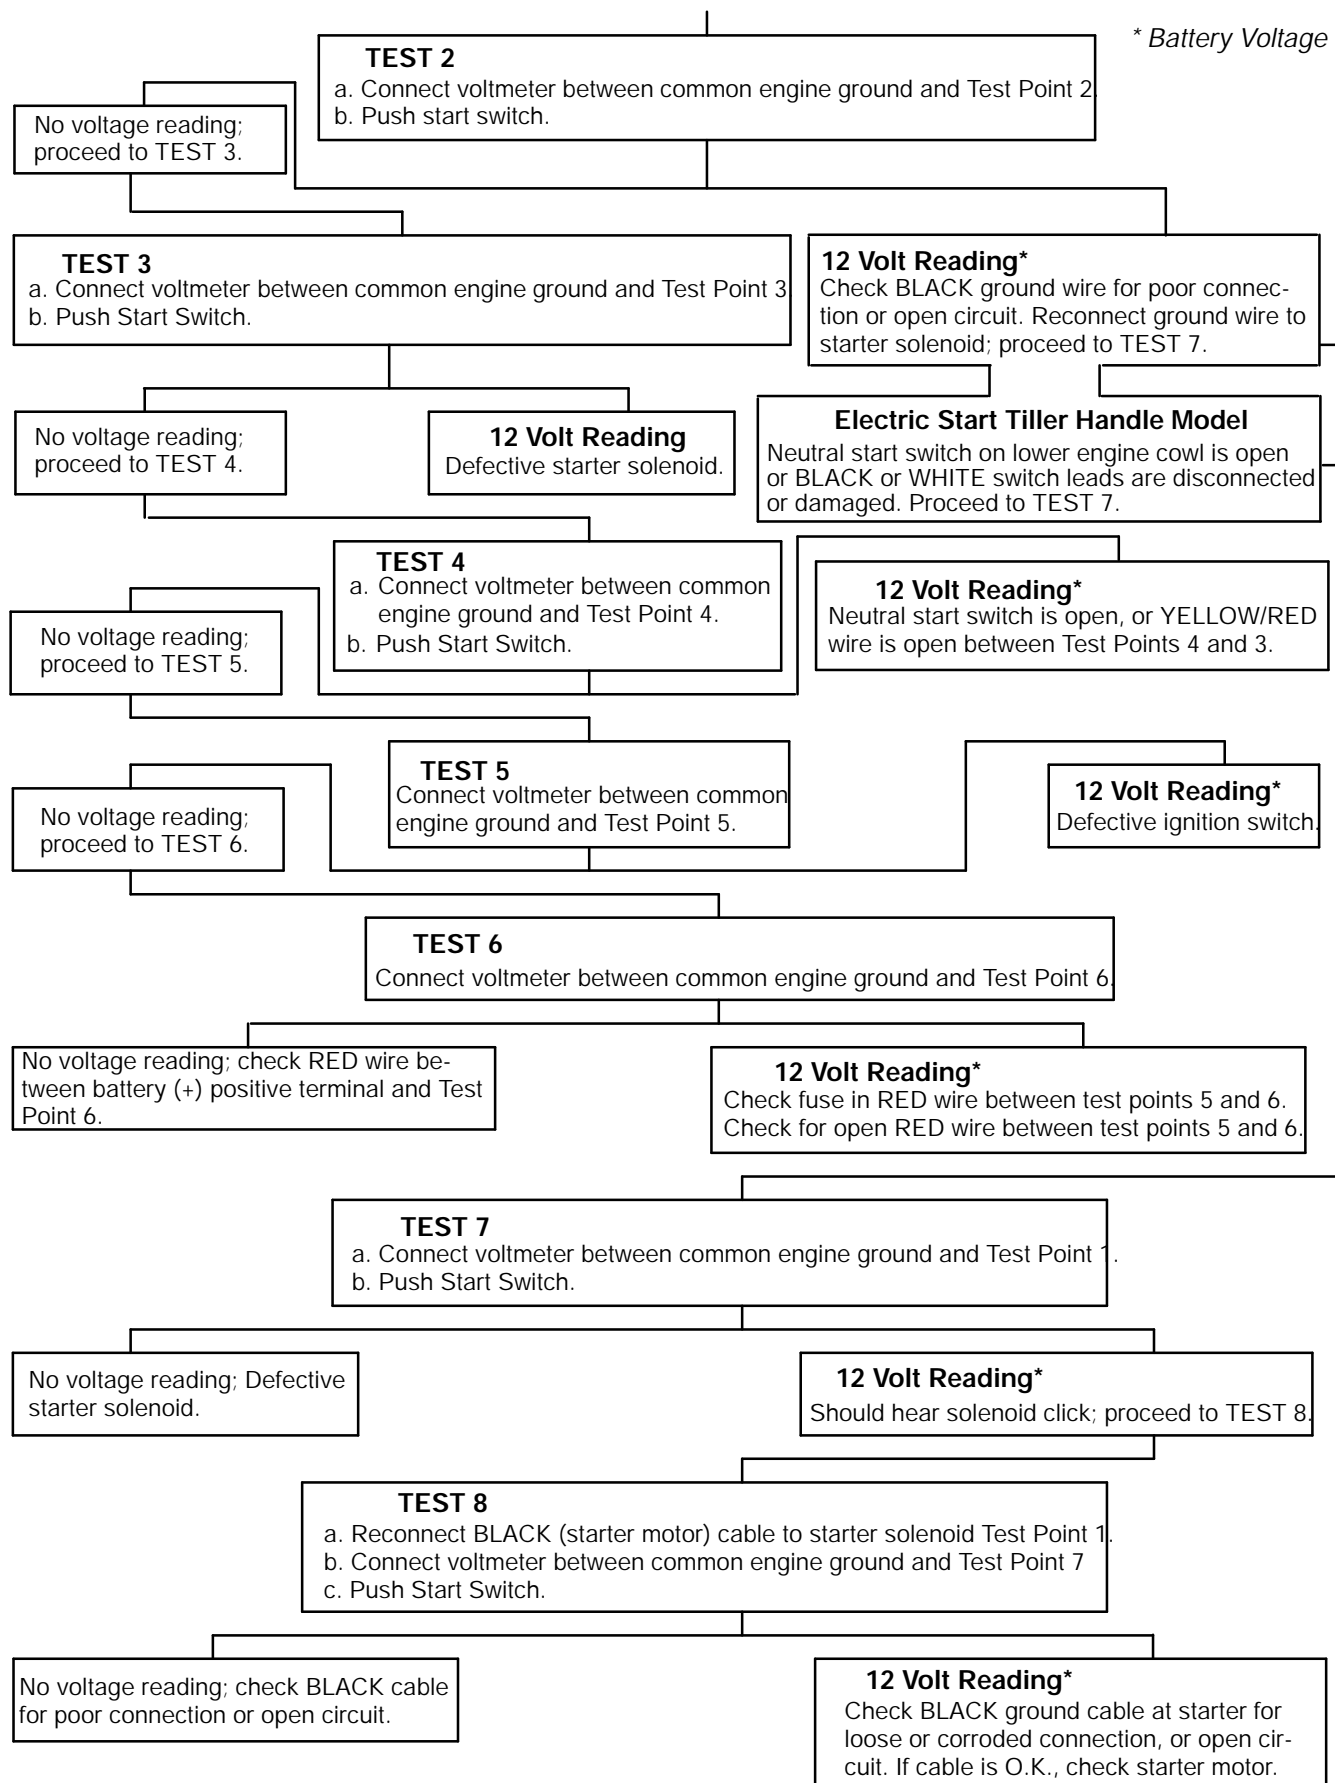 * Battery Voltage
TEST 2
a. Connect voltmeter between common engine ground and Test Point 2.
b. Push start switch.
No voltage reading;
proceed to TEST 3.
TEST 3
a. Connect voltmeter between common engine ground and Test Point 3.
b. Push Start Switch.
12 Volt Reading*
Check BLACK ground wire for poor connec-
tion or open circuit. Reconnect ground wire to
starter solenoid; proceed to TEST 7.
No voltage reading;
proceed to TEST 4.
12 Volt Reading
Defective starter solenoid.
Electric Start Tiller Handle Model
Neutral start switch on lower engine cowl is open
or BLACK or WHITE switch leads are disconnected
or damaged. Proceed to TEST 7.
TEST 4
a. Connect voltmeter between common
engine ground and Test Point 4.
b. Push Start Switch.
12 Volt Reading*
Neutral start switch is open, or YELLOW/RED
wire is open between Test Points 4 and 3.
No voltage reading;
proceed to TEST 5.
TEST 5
Connect voltmeter between common
engine ground and Test Point 5.
12 Volt Reading*
Defective ignition switch.
No voltage reading;
proceed to TEST 6.
TEST 6
Connect voltmeter between common engine ground and Test Point 6.
No voltage reading; check RED wire be-
tween battery (+) positive terminal and Test
Point 6.
12 Volt Reading*
Check fuse in RED wire between test points 5 and 6.
Check for open RED wire between test points 5 and 6.
TEST 7
a. Connect voltmeter between common engine ground and Test Point 1.
b. Push Start Switch.
No voltage reading; Defective
starter solenoid.
12 Volt Reading*
Should hear solenoid click; proceed to TEST 8.
TEST 8
a. Reconnect BLACK (starter motor) cable to starter solenoid Test Point 1.
b. Connect voltmeter between common engine ground and Test Point 7
c. Push Start Switch.
No voltage reading; check BLACK cable
for poor connection or open circuit.
12 Volt Reading*
Check BLACK ground cable at starter for
loose or corroded connection, or open cir-
cuit. If cable is O.K., check starter motor.